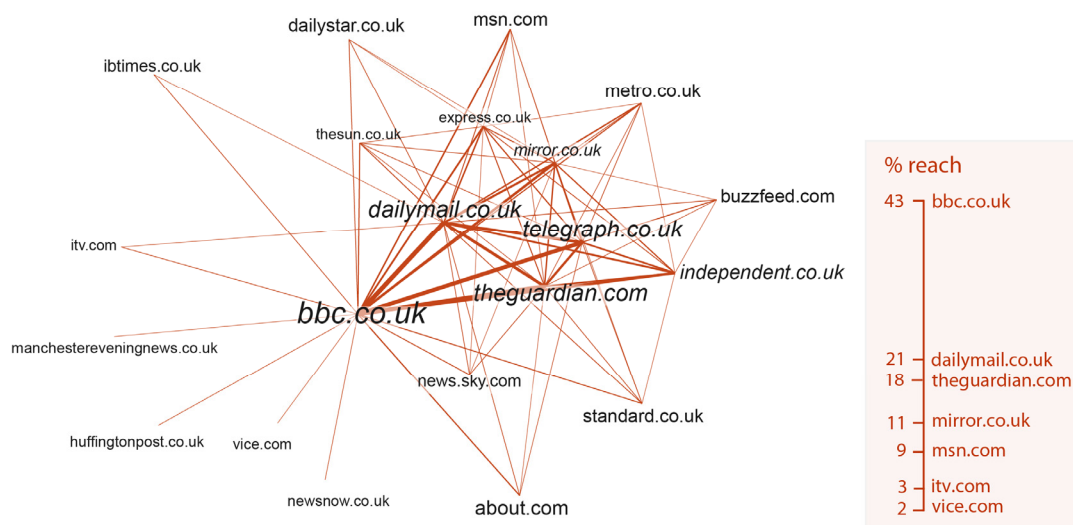 msn.com
dailystar.co.uk
ibtimes.co.uk
metro.co.uk
express.co.uk
thesun.co.uk
mirror.co.uk
buzzfeed.com
dailymail.co.uk
telegraph.co.uk
itv.com
independent.co.uk
theguardian.com
bbc.co.uk
manchestereveningnews.co.uk
news.sky.com
standard.co.uk
huffingtonpost.co.uk
vice.com
newsnow.co.uk
about.com
% reach
43 bbc.co.uk
21 dailymail.co.uk
18 theguardian.com
11 mirror.co.uk
9 msn.com
3 itv.com
2 vice.com